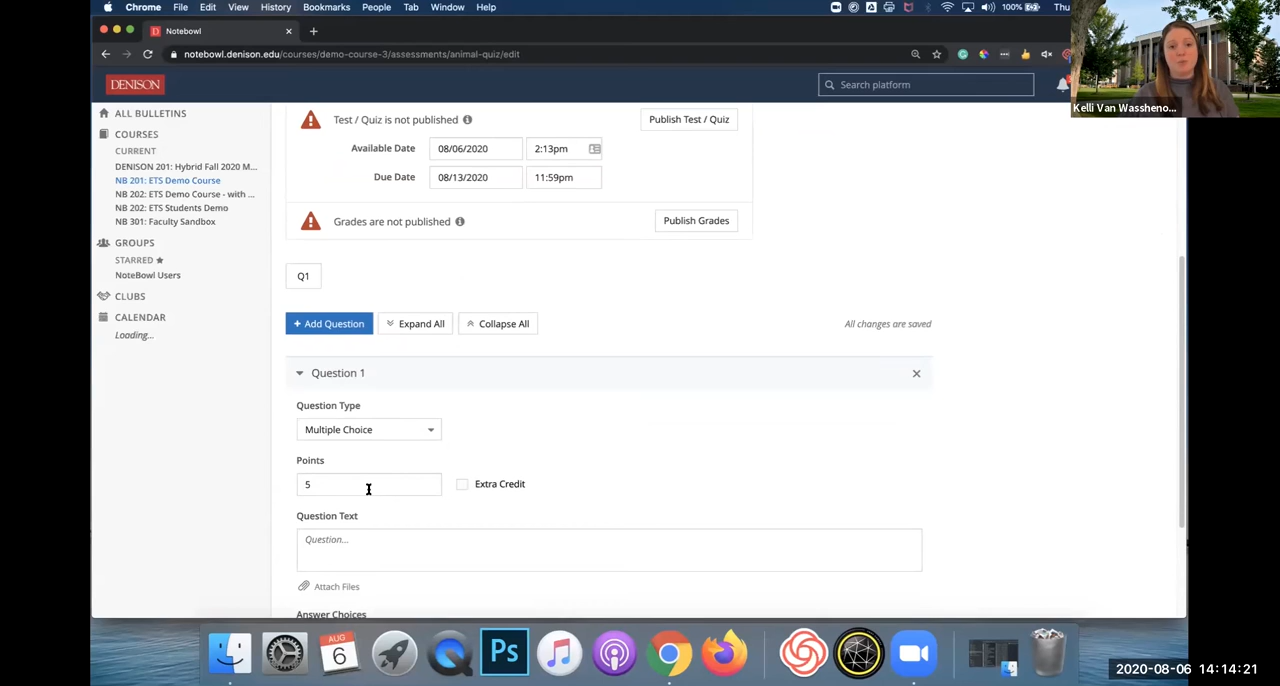 Chrome File Edit View History Bookmarks People Tab Window Help 100% Thu
Notebowl
notebowl.denison.edu/courses/demo-course-3/assessments/animal-quiz/edit
Kelli Van Wassheno...
DENISON
Search platform
ALL BULLETINS
COURSES
CURRENT
DENISON 201: Hybrid Fall 2020 M...
NB 201: ETS Demo Course
NB 202: ETS Demo Course - with ...
NB 202: ETS Students Demo
NB 301: Faculty Sandbox
GROUPS
STARRED
NoteBowl Users
CLUBS
CALENDAR
Loading...
Test / Quiz is not published
Publish Test / Quiz
Available Date 08/06/2020 2:13pm
Due Date 08/13/2020 11:59pm
Grades are not published
Publish Grades
Q1
+ Add Question Expand All Collapse All All changes are saved
Question 1
Question Type
Multiple Choice
Points
5 Extra Credit
Question Text
Question...
Attach Files
Answer Choices
AUG
6
Ps
2020-08-06 14:14:21